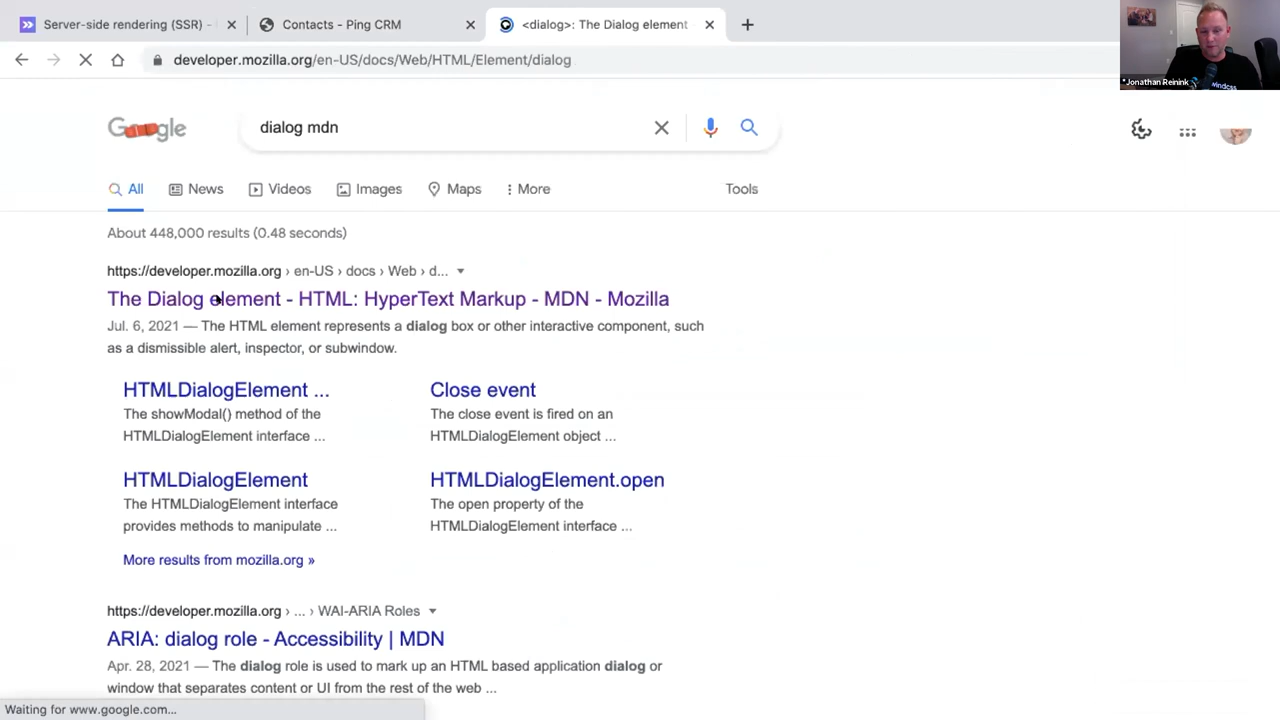 Server-side rendering (SSR) - 
Contacts - Ping CRM
<dialog>: The Dialog element
developer.mozilla.org/en-US/docs/Web/HTML/Element/dialog
*Jonathan Reinink
windcss
Google
dialog mdn
All
News
Videos
Images
Maps
More
Tools
About 448,000 results (0.48 seconds)
https://developer.mozilla.org › en-US › docs › Web › d...
The Dialog element - HTML: HyperText Markup - MDN - Mozilla
Jul. 6, 2021 — The HTML element represents a dialog box or other interactive component, such
as a dismissible alert, inspector, or subwindow.
HTMLDialogElement ...
The showModal() method of the
HTMLDialogElement interface ...
Close event
The close event is fired on an
HTMLDialogElement object ...
HTMLDialogElement
The HTMLDialogElement interface
provides methods to manipulate ...
HTMLDialogElement.open
The open property of the
HTMLDialogElement interface ...
More results from mozilla.org »
https://developer.mozilla.org › ... › WAI-ARIA Roles
ARIA: dialog role - Accessibility | MDN
Apr. 28, 2021 — The dialog role is used to mark up an HTML based application dialog or
window that separates content or UI from the rest of the web ...
Waiting for www.google.com...